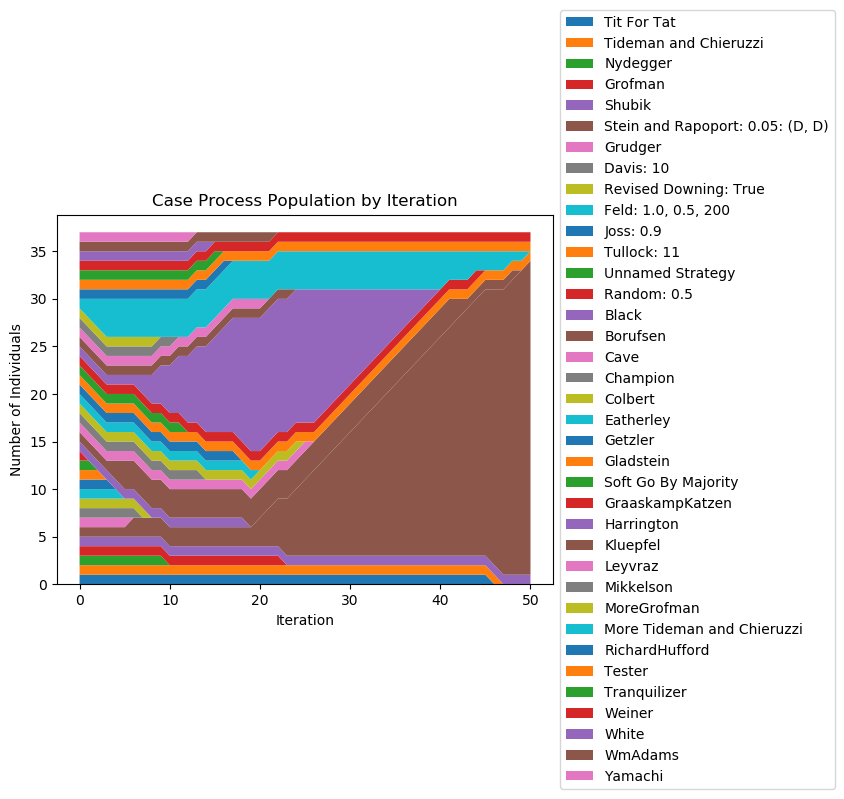 Case Process Population by Iteration
Number of Individuals
35
30
25
20
15
10
5
0
0
10
20
30
40
50
Iteration
Tit For Tat
Tideman and Chieruzzi
Nydegger
Grofman
Shubik
Stein and Rapoport: 0.05: (D, D)
Grudger
Davis: 10
Revised Downing: True
Feld: 1.0, 0.5, 200
Joss: 0.9
Tullock: 11
Unnamed Strategy
Random: 0.5
Black
Borufsen
Cave
Champion
Colbert
Eatherley
Getzler
Gladstein
Soft Go By Majority
GraaskampKatzen
Harrington
Kluepfel
Leyvraz
Mikkelson
MoreGrofman
More Tideman and Chieruzzi
RichardHufford
Tester
Tranquilizer
Weiner
White
WmAdams
Yamachi